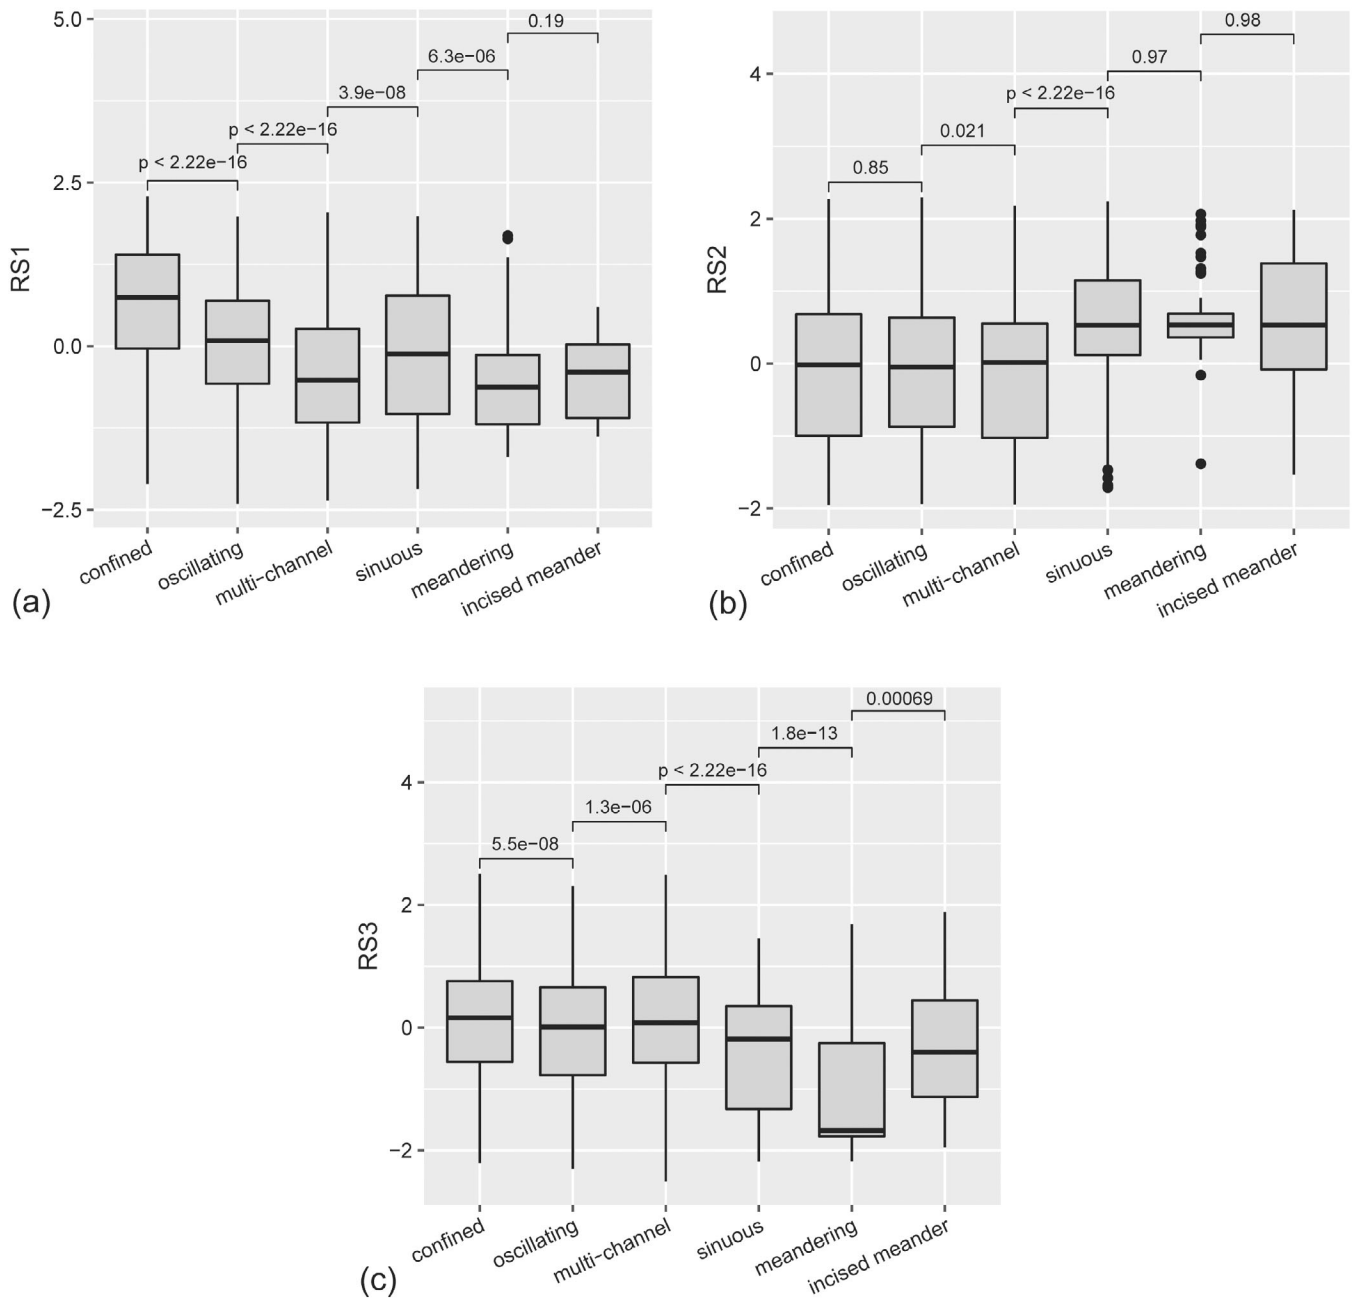 5.0
2.5
0.0
−2.5
RS1
p < 2.22e−16
p < 2.22e−16
3.9e−08
6.3e−06
0.19
confined
oscillating
multi−channel
sinuous
meandering
incised meander
(a)
4
2
0
−2
RS2
0.85
0.021
p < 2.22e−16
0.97
0.98
confined
oscillating
multi−channel
sinuous
meandering
incised meander
(b)
4
2
0
−2
RS3
5.5e−08
1.3e−06
p < 2.22e−16
1.8e−13
0.00069
confined
oscillating
multi−channel
sinuous
meandering
incised meander
(c)